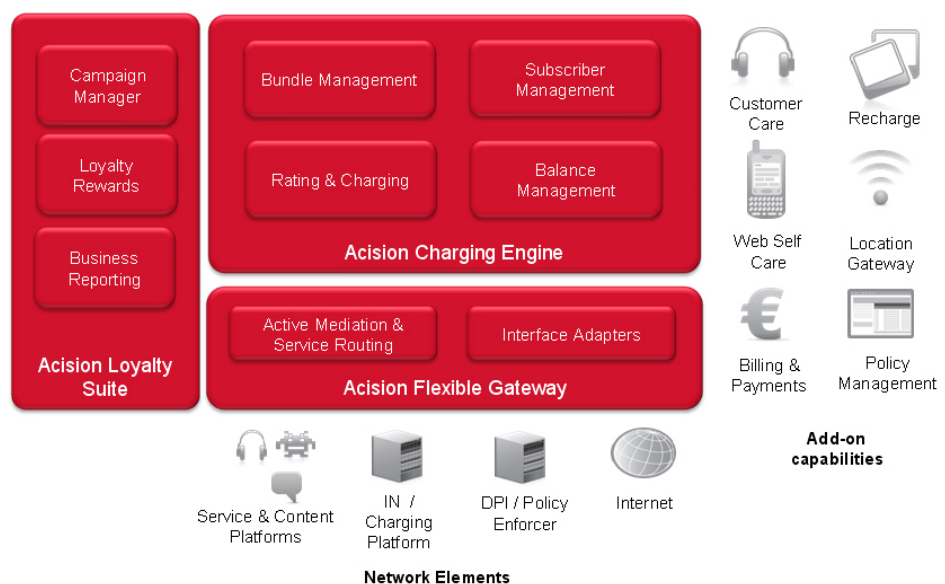 Campaign
Manager
Loyalty
Rewards
Business
Reporting
Acision Loyalty
Suite
Bundle Management
Subscriber
Management
Rating & Charging
Balance
Management
Acision Charging Engine
Active Mediation &
Service Routing
Interface Adapters
Acision Flexible Gateway
Customer
Care
Recharge
Web Self
Care
Location
Gateway
Billing &
Payments
Policy
Management
Add-on
capabilities
Service & Content
Platforms
IN /
Charging
Platform
DPI / Policy
Enforcer
Internet
Network Elements